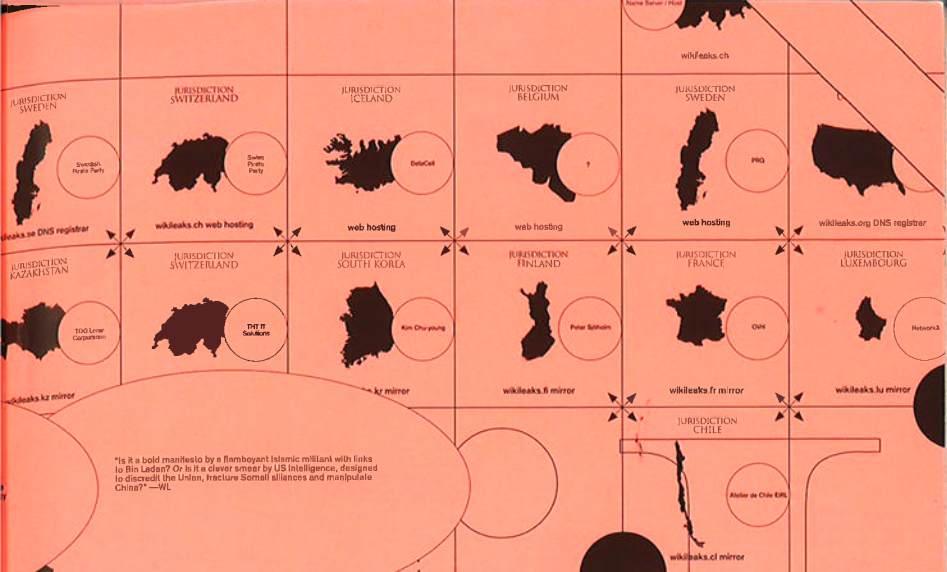 Name Server / Host
wikileaks.ch
JURISDICTION
SWEDEN
Swedish
Pirate Party
wikileaks.se DNS registrar
JURISDICTION
SWITZERLAND
Swiss
Pirate
Party
wikileaks.ch web hosting
JURISDICTION
ICELAND
DataCell
web hosting
JURISDICTION
BELGIUM
?
web hosting
JURISDICTION
SWEDEN
PRQ
web hosting
wikileaks.org DNS registrar
JURISDICTION
KAZAKHSTAN
Corporation
wikileaks.kz mirror
JURISDICTION
SWITZERLAND
THT IT
Solutions
JURISDICTION
SOUTH KOREA
Kim Chu-young
.kr mirror
JURISDICTION
FINLAND
Peter
wikileaks.fi mirror
JURISDICTION
FRANCE
OVH
wikileaks.fr mirror
JURISDICTION
LUXEMBOURG
wikileaks.lu mirror
"Is it a bold manifesto by a flamboyant Islamic militant with links
to Bin Laden? Or is it a clever smear by US intelligence, designed
to discredit the Union, fracture Somali alliances and manipulate
China?" —WL
JURISDICTION
CHILE
Atelier de Chile EIRL
wikileaks.cl mirror